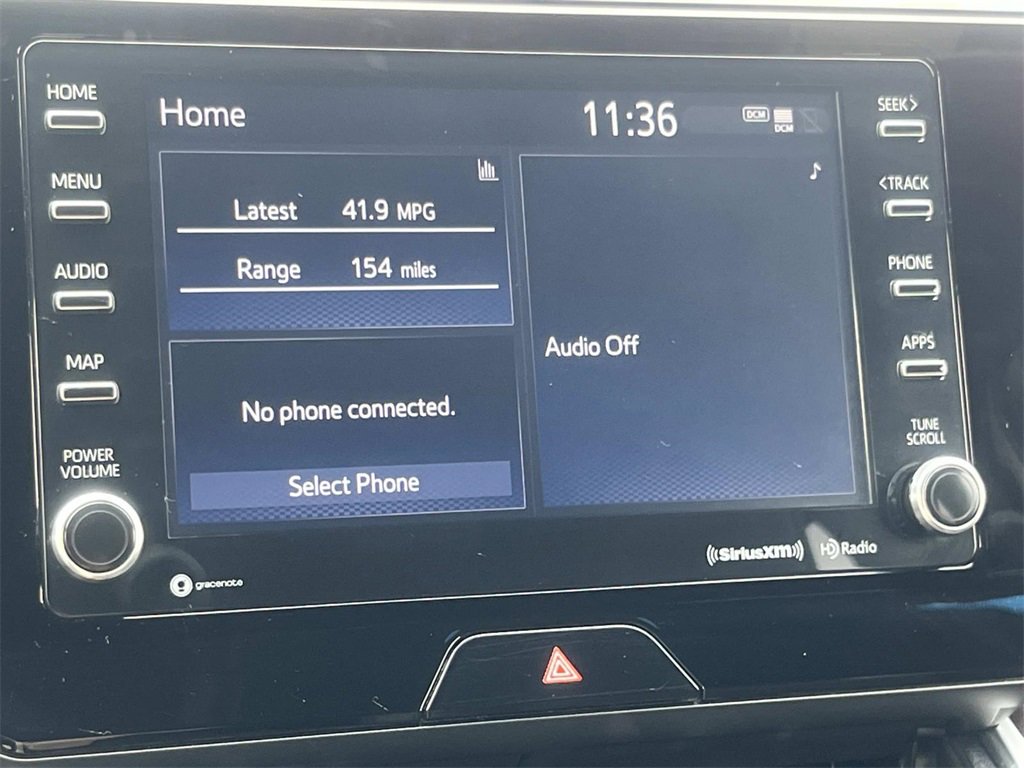 HOME
MENU
AUDIO
MAP
POWER
VOLUME
Home
11:36
DCM
DCM
Latest 41.9 MPG
Range 154 miles
No phone connected.
Select Phone
Audio Off
SEEK>
<TRACK
PHONE
APPS
TUNE
SCROLL
gracenote
SiriusXM
HD Radio